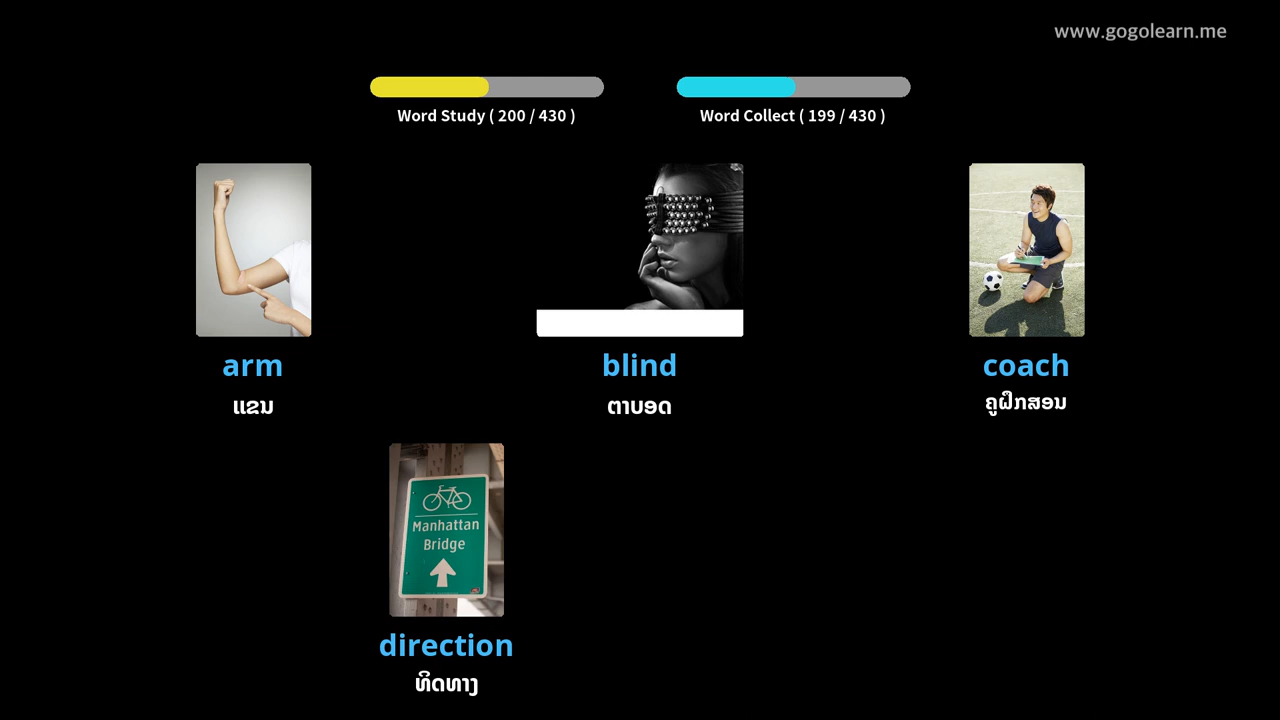 www.gogolearn.me
Word Study ( 200 / 430 )
Word Collect ( 199 / 430 )
arm
ແຂນ
blind
ຕາບອດ
coach
ຄູຝຶກສອນ
Manhattan
Bridge
direction
ທິດທາງ